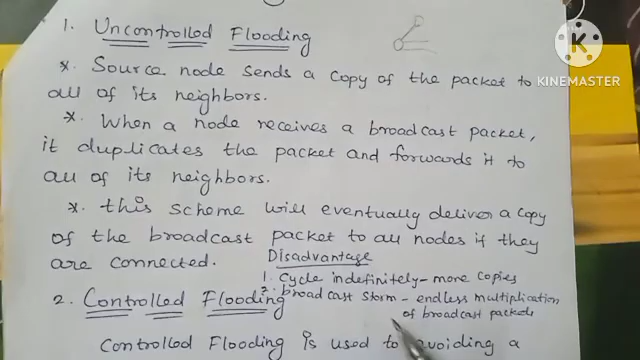 1. Uncontrolled Flooding
*. Source node sends a copy of the packet to
all of its neighbors.
*. When a node receives a broadcast packet,
it duplicates the packet and forwards it to
all of its neighbors.
*. this scheme will eventually deliver a copy
of the broadcast packet to all nodes if they
are connected.
Disadvantage
1. Cycle indefinitely - more copies
2. broad cast storm - endless multiplication
of broadcast packets
2. Controlled Flooding
Controlled Flooding is used to avoiding a
K
KINEMASTER